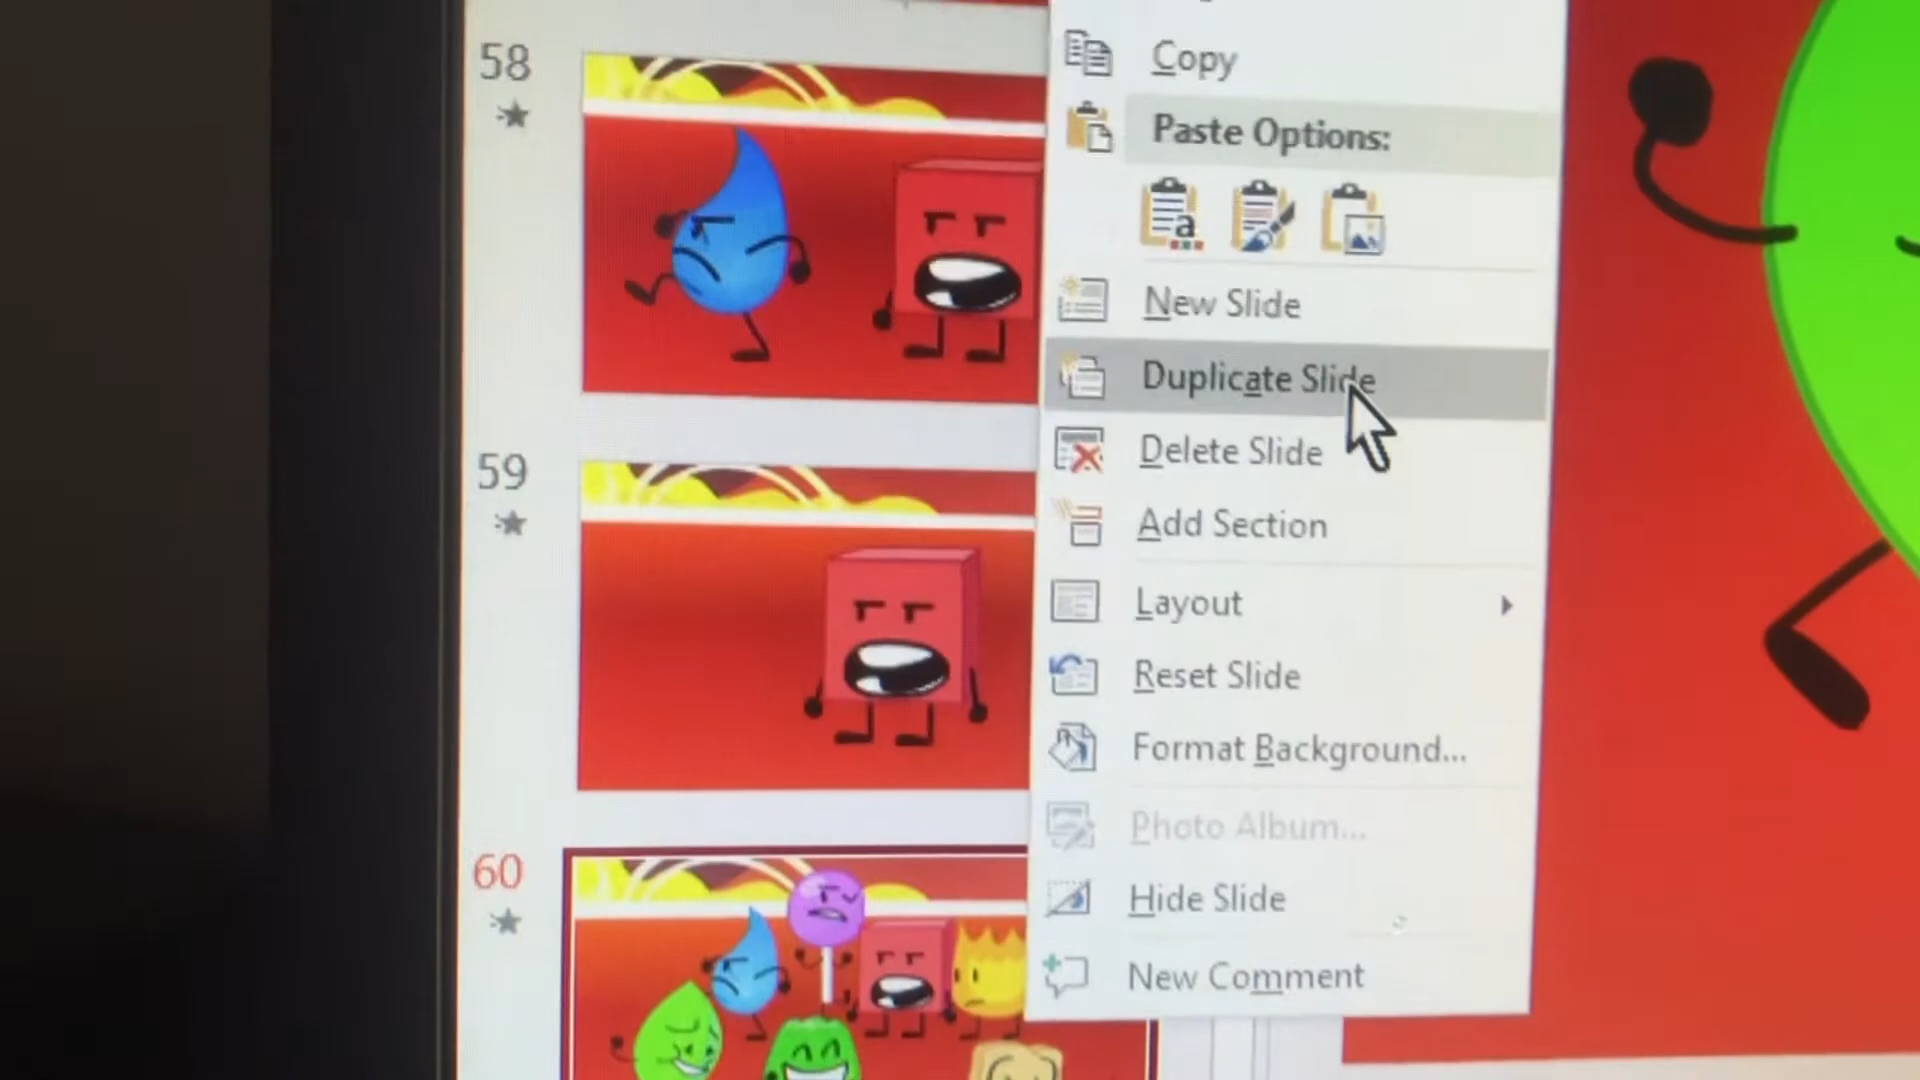 58
Copy
Paste Options:
New Slide
Duplicate Slide
59
Delete Slide
Add Section
Layout
Reset Slide
Format Background...
Photo Album...
60
Hide Slide
New Comment